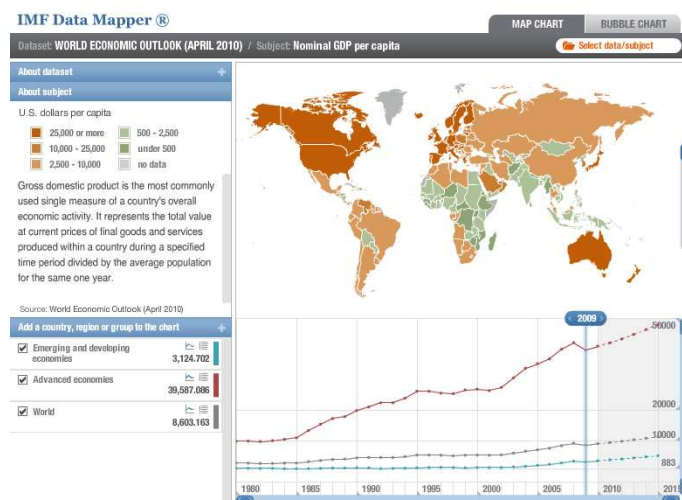 IMF Data Mapper ®
MAP CHART
BUBBLE CHART
Dataset: WORLD ECONOMIC OUTLOOK (APRIL 2010) / Subject: Nominal GDP per capita
Select data/subject
About dataset +
About subject
U.S. dollars per capita
25,000 or more
500 - 2,500
10,000 - 25,000
under 500
2,500 - 10,000
no data
Gross domestic product is the most commonly
used single measure of a country's overall
economic activity. It represents the total value
at current prices of final goods and services
produced within a country during a specified
time period divided by the average population
for the same one year.
Source: World Economic Outlook (April 2010)
Add a country, region or group to the chart +
Emerging and developing
economies
3,124.702
Advanced economies
39,587.086
World
8,603.163
2009
50000
20000
10000
883
1980
1985
1990
1995
2000
2005
2010
2015